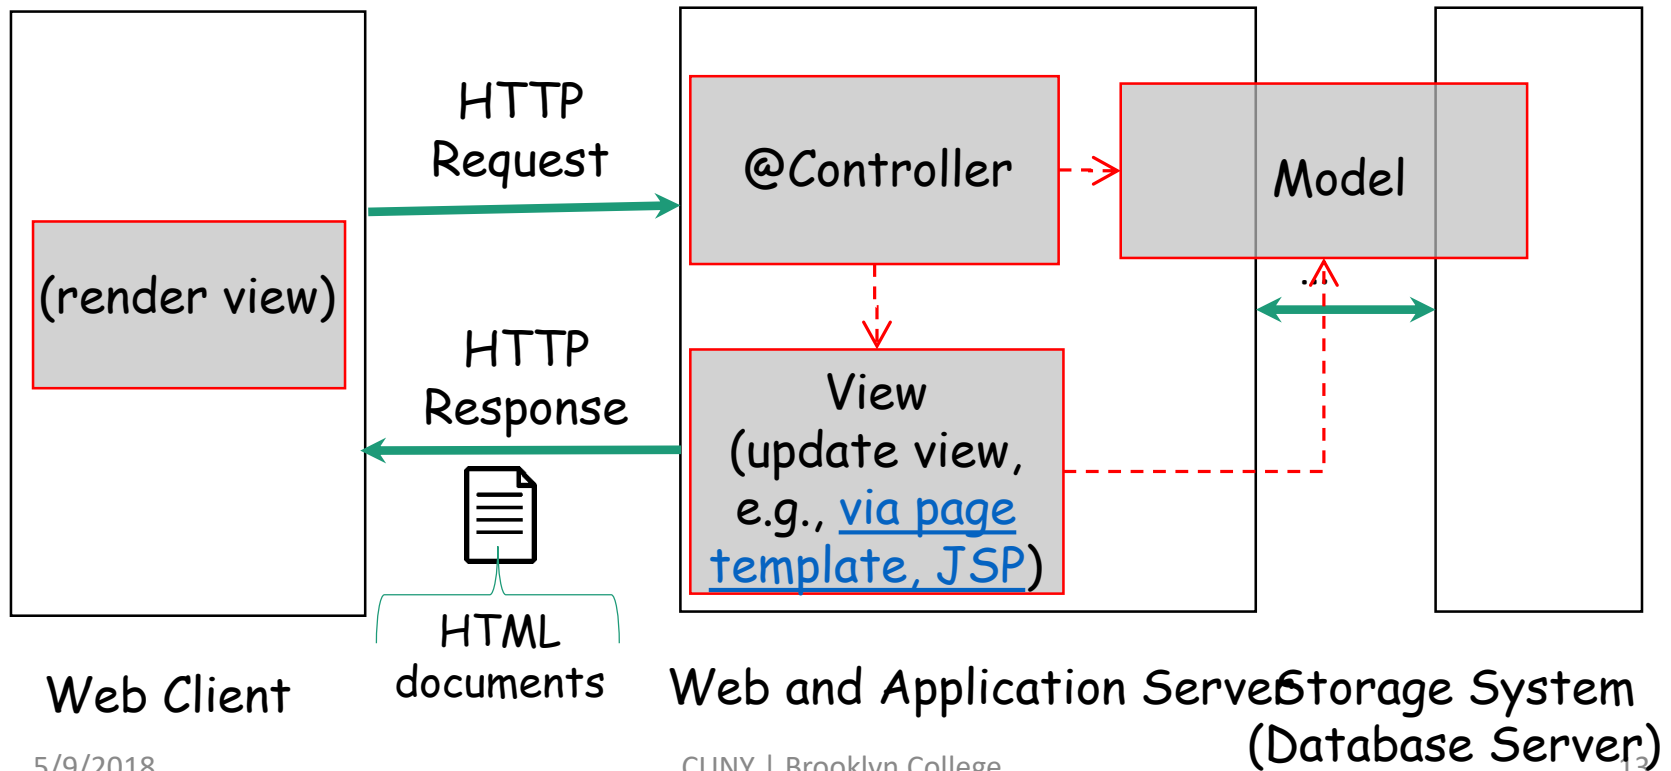 HTTP
Request
@Controller
Model
(render view)
...
HTTP
Response
View
(update view,
e.g., via page
template, JSP)
HTML
documents
Web Client
Web and Application Server
Storage System
(Database Server)
5/9/2018
CUNY | Brooklyn College
13